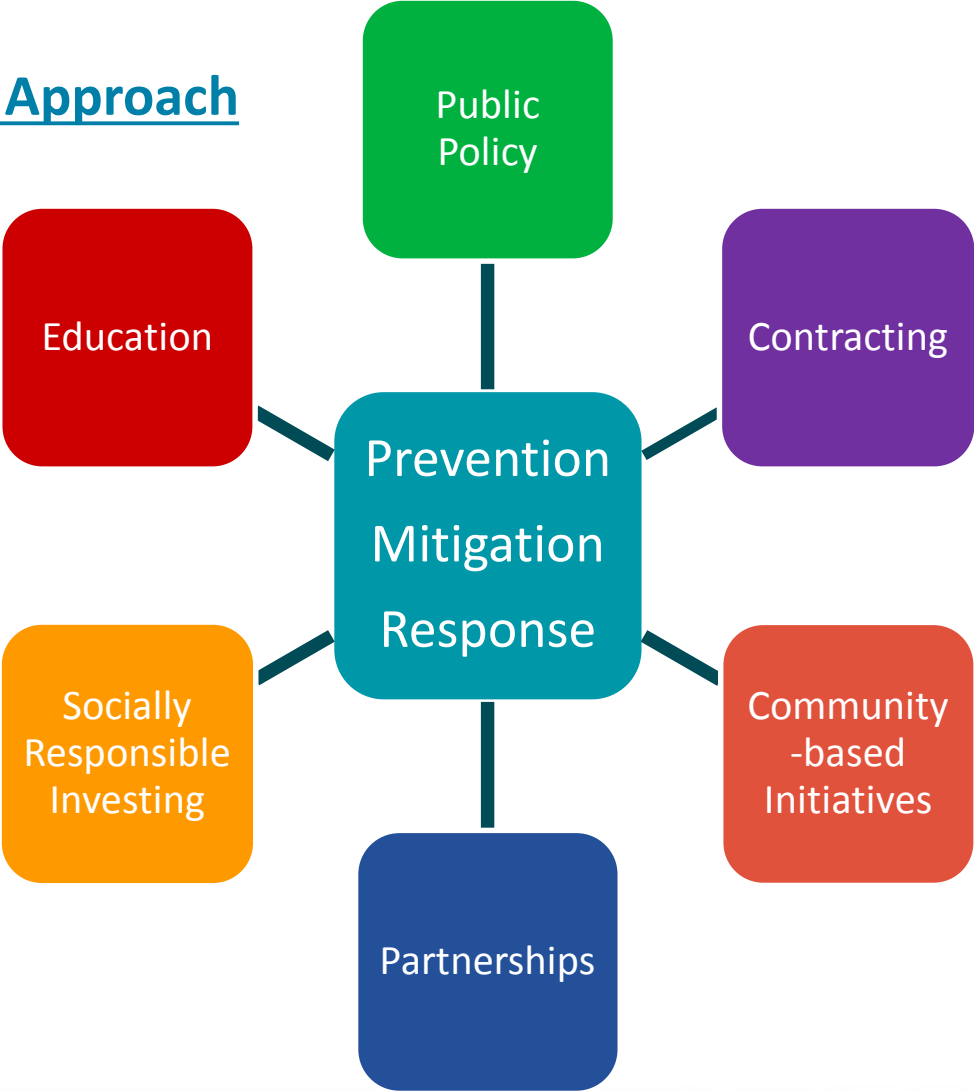 Approach
Public
Policy
Education
Contracting
Prevention
Mitigation
Response
Socially
Responsible
Investing
Community
-based
Initiatives
Partnerships